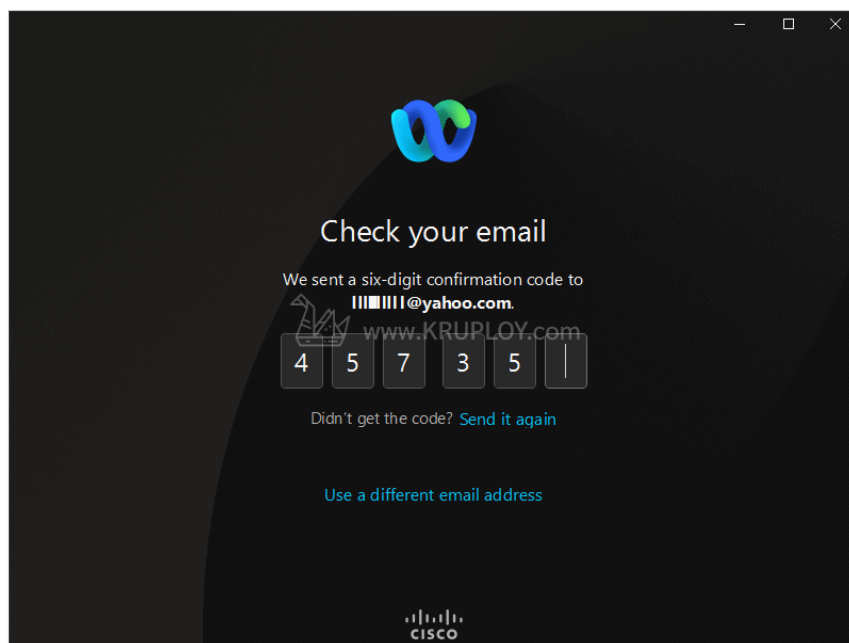 Check your email
We sent a six-digit confirmation code to
@yahoo.com.
www.KRUPLOY.com
4 5 7 3 5
Didn't get the code? Send it again
Use a different email address
CISCO